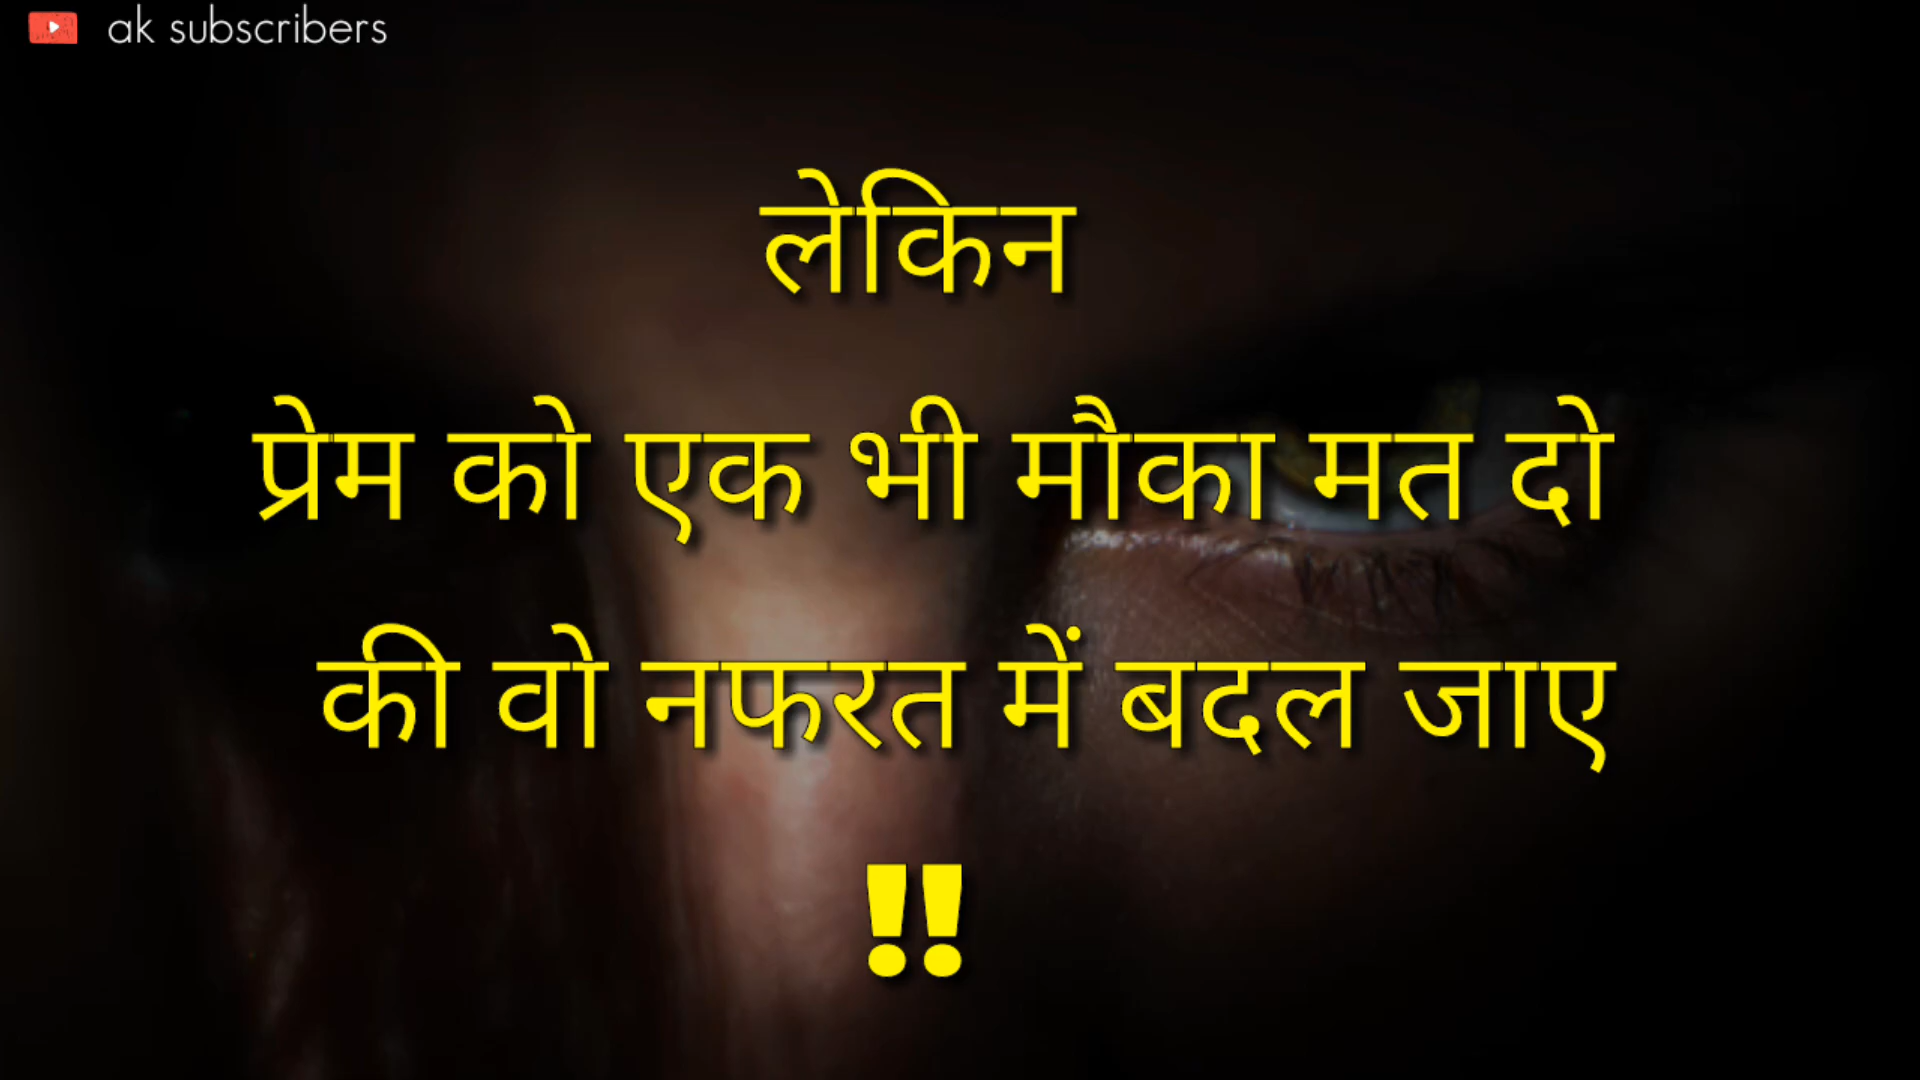 ak subscribers
लेकिन
प्रेम को एक भी मौका मत दो
की वो नफरत में बदल जाए
!!